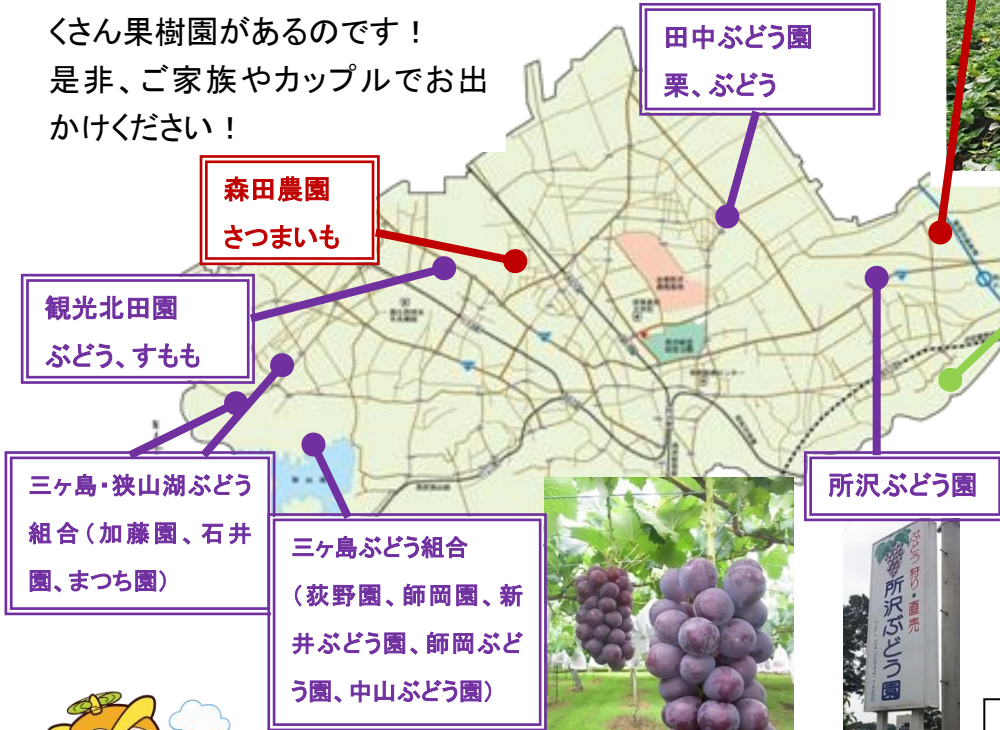 くさん果樹園があるのです！
是非、ご家族やカップルでお出
かけください！
田中ぶどう園
栗、ぶどう
森田農園
さつまいも
観光北田園
ぶどう、すもも
三ヶ島・狭山湖ぶどう
組合（加藤園、石井
園、まつち園）
三ヶ島ぶどう組合
（荻野園、師岡園、新
井ぶどう園、師岡ぶど
う園、中山ぶどう園）
所沢ぶどう園
ぶどう狩り・直売
所沢ぶどう園